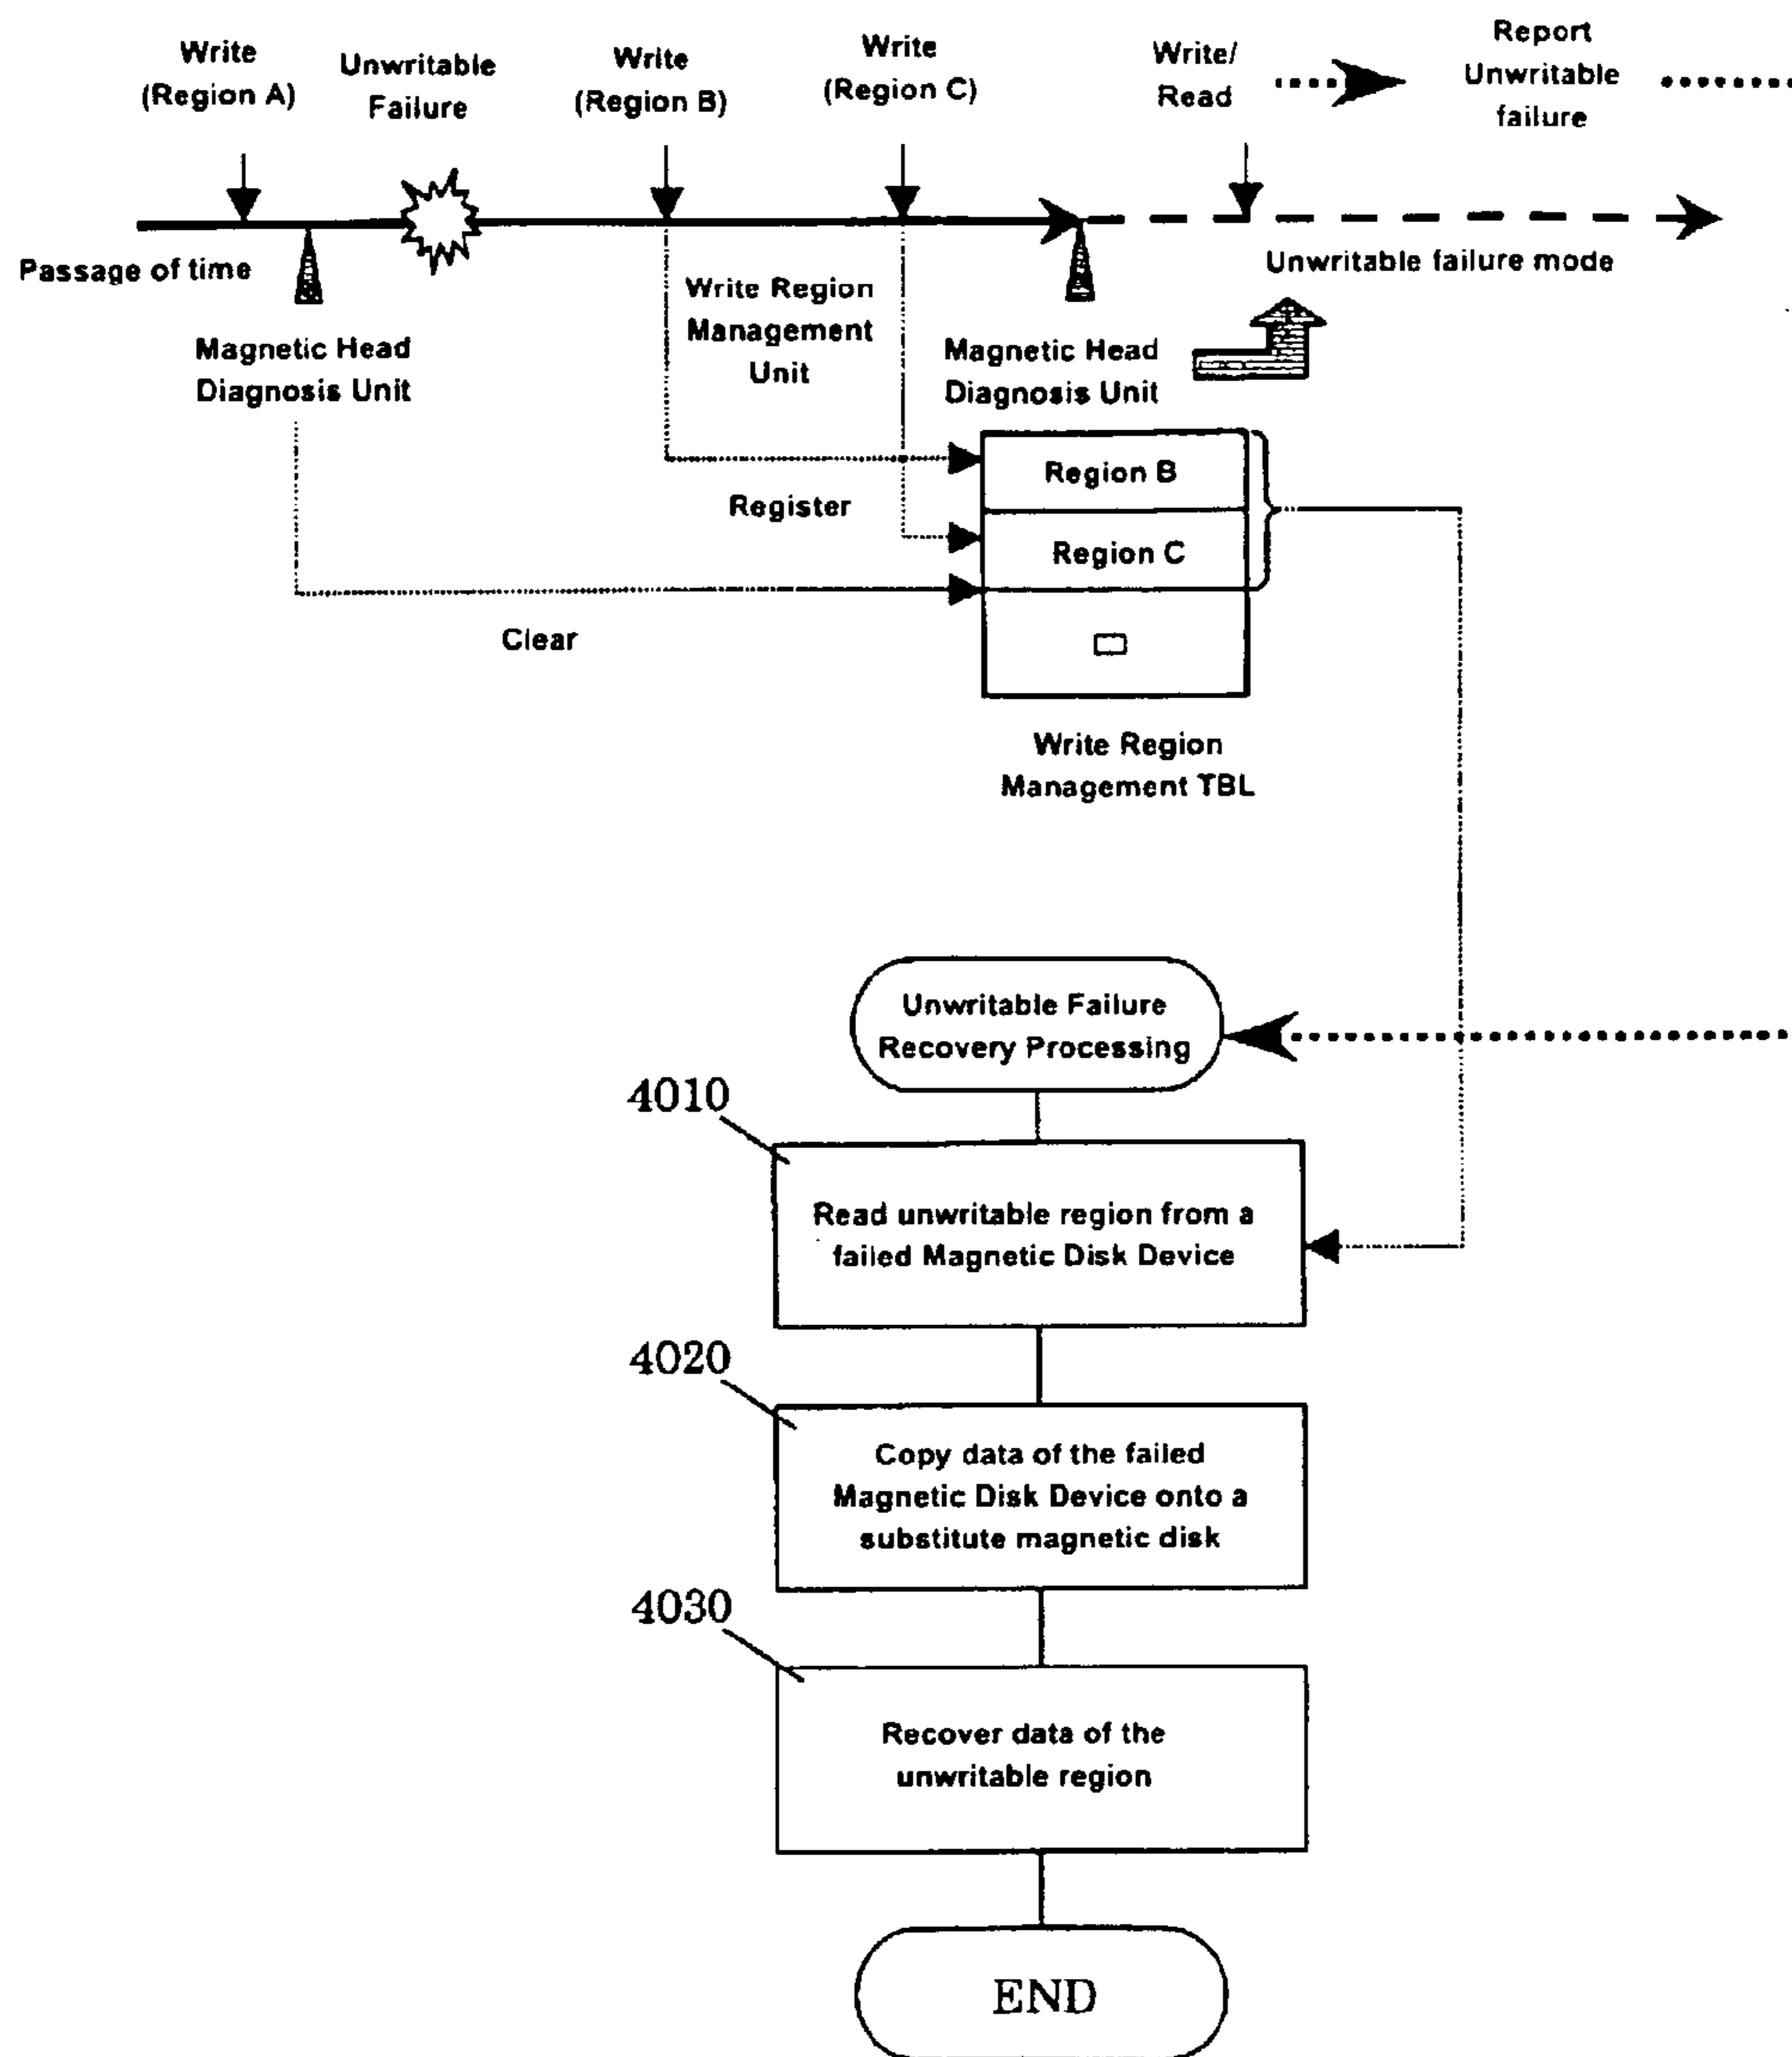 Write
(Region A)
Unwritable
Failure
Write
(Region B)
Write
(Region C)
Write/
Read
Report
Unwritable
failure
Passage of time
Unwritable failure mode
Magnetic Head
Diagnosis Unit
Write Region
Management
Unit
Magnetic Head
Diagnosis Unit
Region B
Register
Region C
Clear
Write Region
Management TBL
Unwritable Failure
Recovery Processing
4010
Read unwritable region from a
failed Magnetic Disk Device
4020
Copy data of the failed
Magnetic Disk Device onto a
substitute magnetic disk
4030
Recover data of the
unwritable region
END